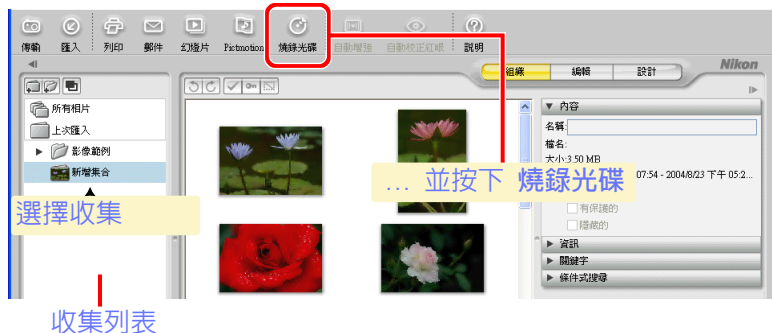 傳輸 匯入 列印 郵件 幻燈片 Pictmotion 燒錄光碟 自動增強 自動校正紅眼 說明
組織 編輯 設計 Nikon
所有相片
上次匯入
影像範例
新增集合
選擇收集
收集列表
… 並按下 燒錄光碟
內容
名稱:
檔名:
大小:3.50 MB
07:54 - 2004/8/23 下午 05:2...
有保護的
隱藏的
資訊
關鍵字
條件式搜尋